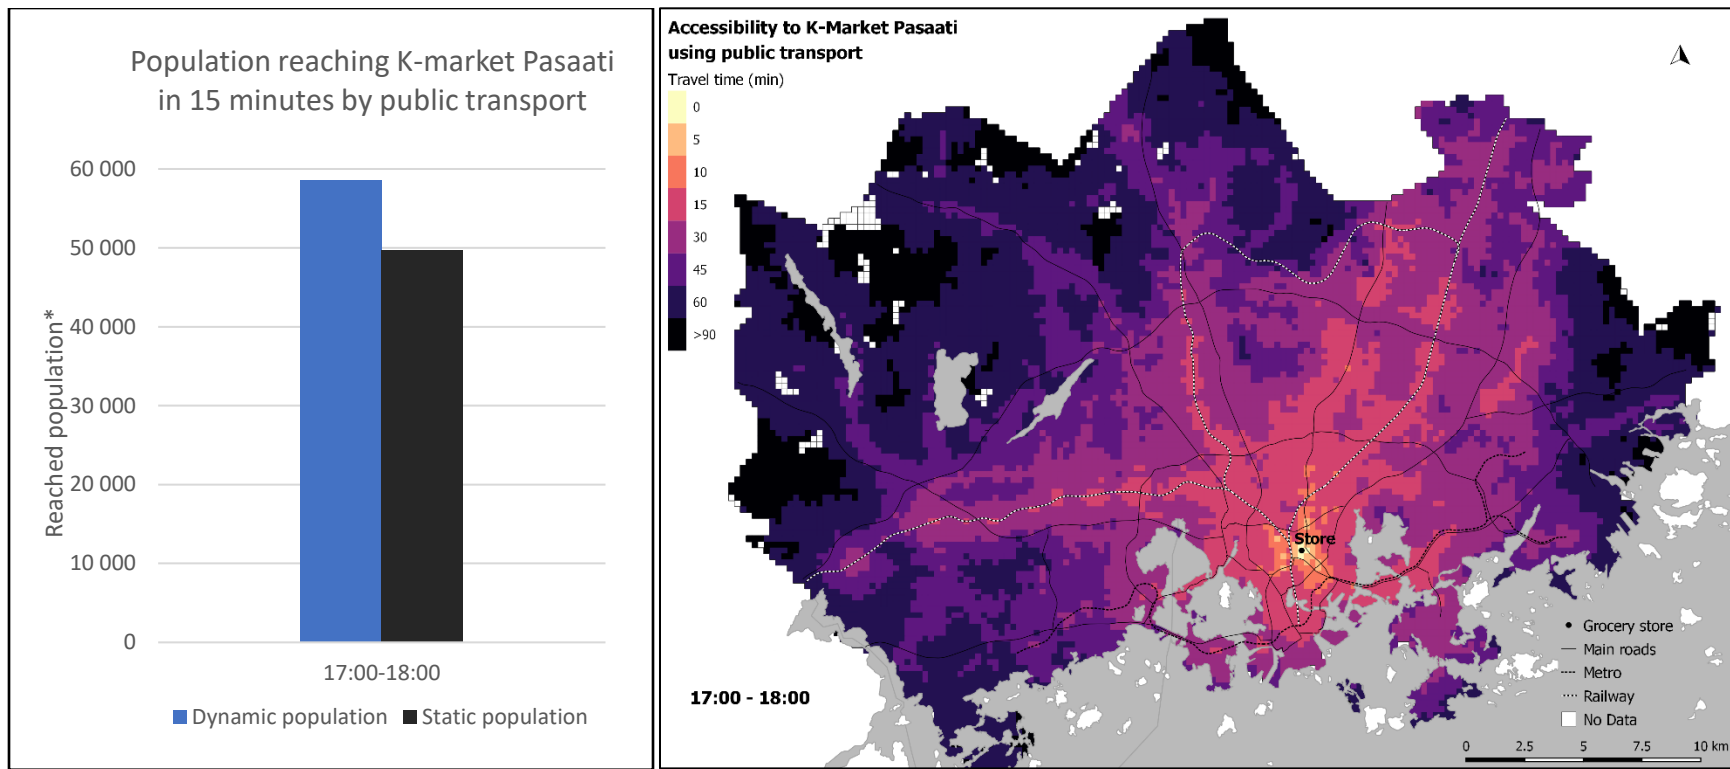 Population reaching K-market Pasaati
in 15 minutes by public transport
60 000
50 000
40 000
30 000
20 000
10 000
0
Reached population*
17:00-18:00
Dynamic population
Static population
Accessibility to K-Market Pasaati
using public transport
Travel time (min)
0
5
10
15
30
45
60
>90
Store
17:00 - 18:00
Grocery store
Main roads
Metro
Railway
No Data
0 2.5 5 7.5 10 km